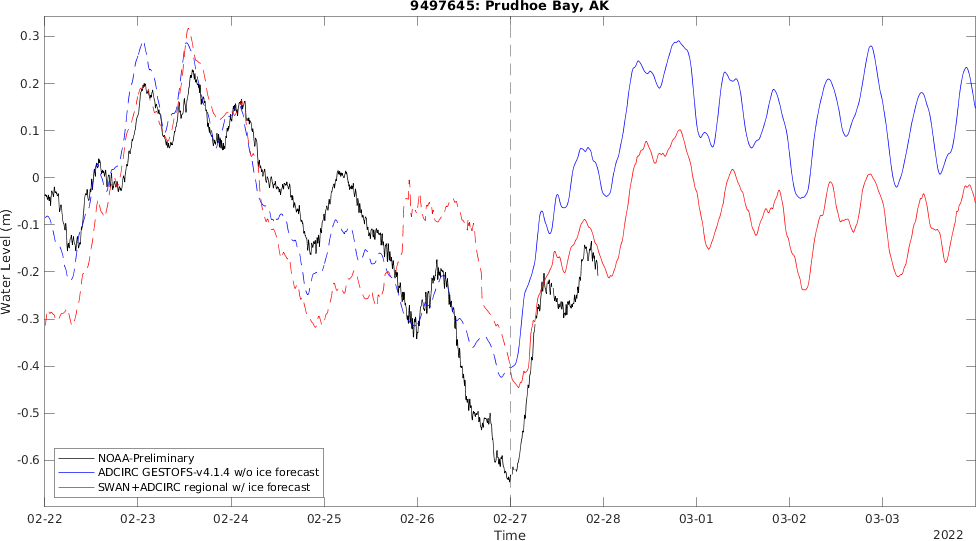 9497645: Prudhoe Bay, AK
0.3
0.2
0.1
0
-0.1
-0.2
-0.3
-0.4
-0.5
-0.6
Water Level (m)
NOAA-Preliminary
ADCIRC GESTOFS-v4.1.4 w/o ice forecast
SWAN+ADCIRC regional w/ ice forecast
02-22 02-23 02-24 02-25 02-26 02-27 02-28 03-01 03-02 03-03
Time
2022